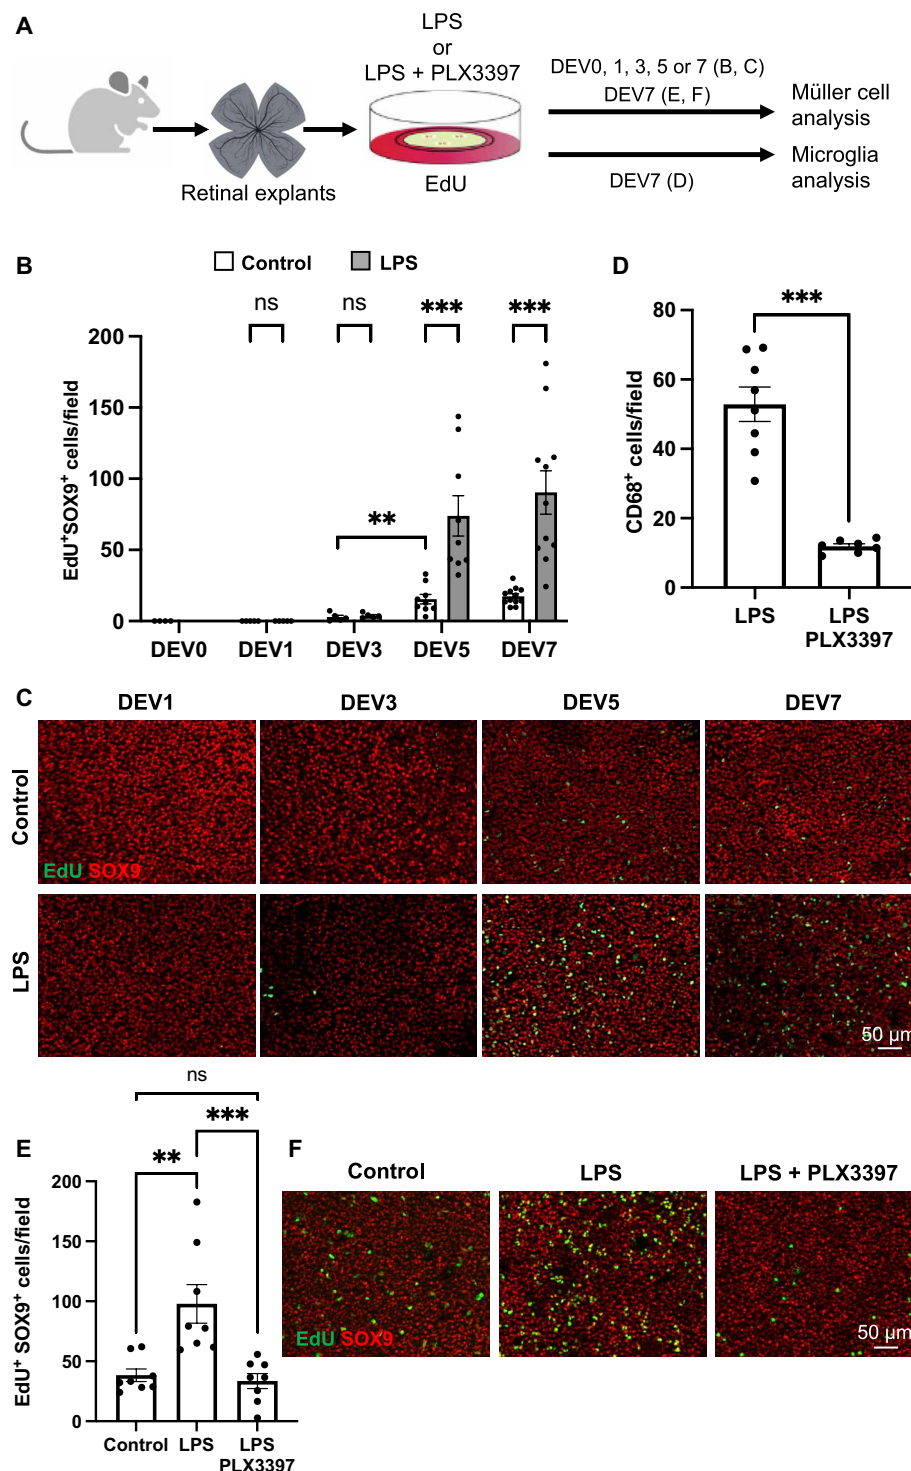 A
LPS
or
LPS + PLX3397
DEV0, 1, 3, 5 or 7 (B, C)
DEV7 (E, F)
Müller cell
analysis
Microglia
analysis
DEV7 (D)
Retinal explants
EdU
B
Control
LPS
ns
ns
***
***
**
EdU⁺SOX9⁺ cells/field
200
150
100
50
0
DEV0
DEV1
DEV3
DEV5
DEV7
D
***
CD68⁺ cells/field
80
60
40
20
0
LPS
LPS
PLX3397
C
DEV1
DEV3
DEV5
DEV7
Control
EdU SOX9
LPS
50 µm
E
ns
***
**
EdU⁺ SOX9⁺ cells/field
200
150
100
50
0
Control
LPS
LPS
PLX3397
F
Control
LPS
LPS + PLX3397
EdU SOX9
50 µm